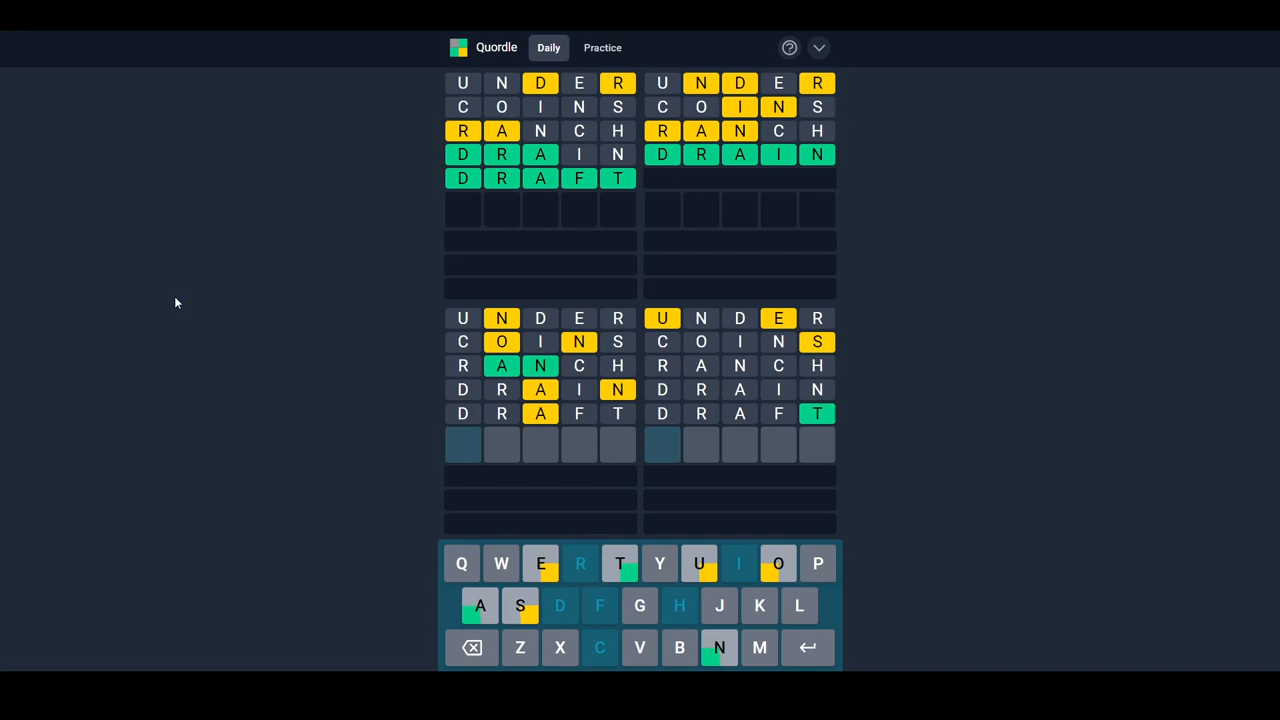 Quordle Daily Practice
U N D E R U N D E R
C O I N S C O I N S
R A N C H R A N C H
D R A I N D R A I N
D R A F T
U N D E R U N D E R
C O I N S C O I N S
R A N C H R A N C H
D R A I N D R A I N
D R A F T D R A F T
Q W E R T Y U I O P
A S D F G H J K L
Z X C V B N M